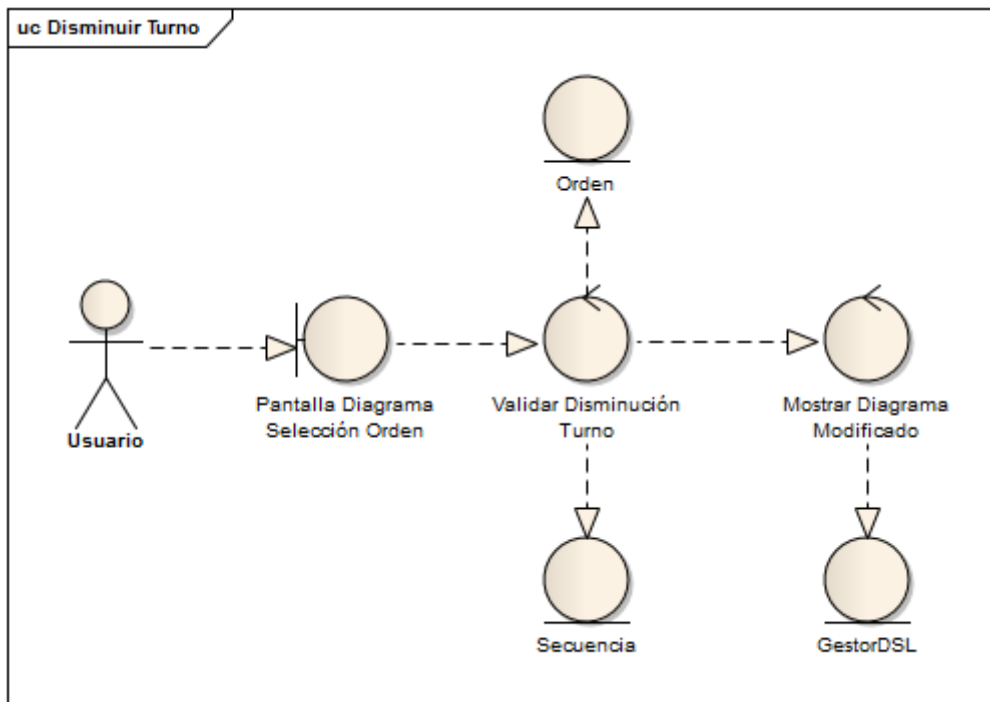 uc Disminuir Turno
Orden
Pantalla Diagrama
Selección Orden
Validar Disminución
Turno
Mostrar Diagrama
Modificado
Usuario
Secuencia
GestorDSL